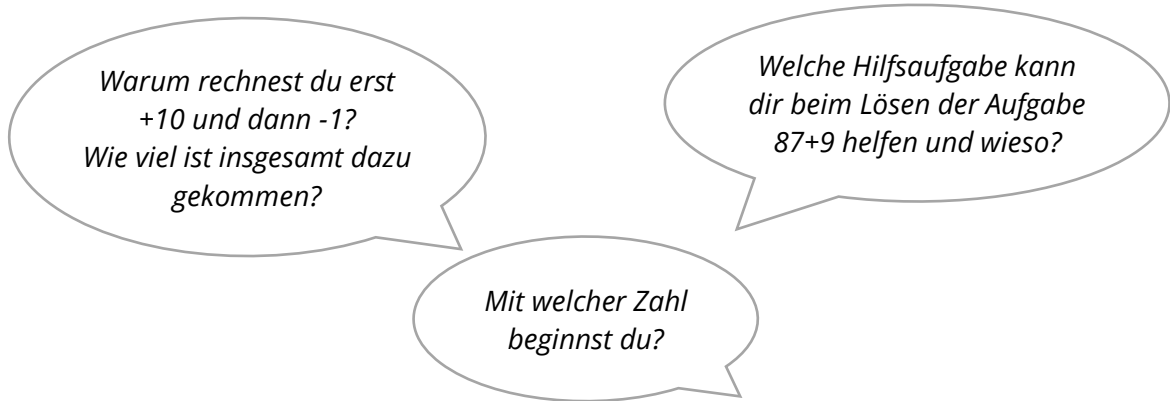 Warum rechnest du erst
+10 und dann -1?
Wie viel ist insgesamt dazu
gekommen?
Welche Hilfsaufgabe kann
dir beim Lösen der Aufgabe
87+9 helfen und wieso?
Mit welcher Zahl
beginnst du?